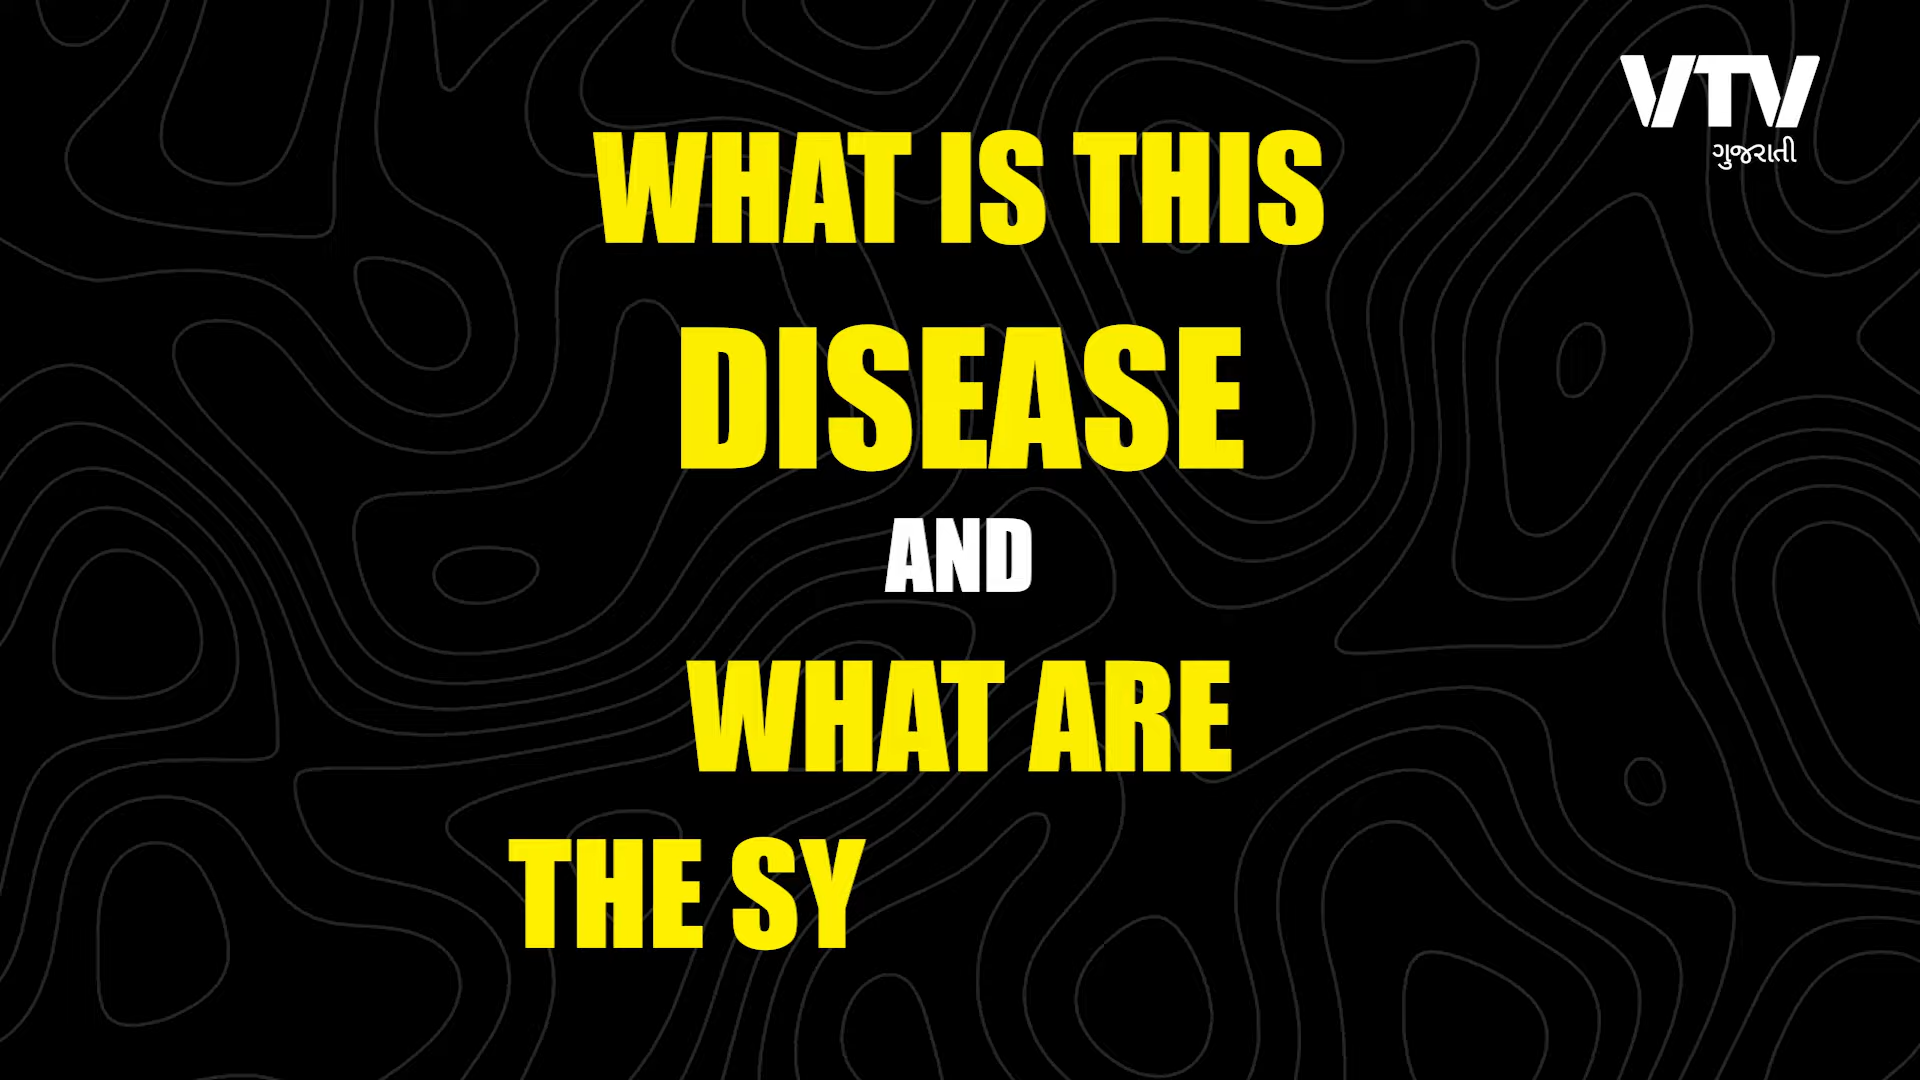 VTV
ગુજરાતી
WHAT IS THIS
DISEASE
AND
WHAT ARE
THE SY